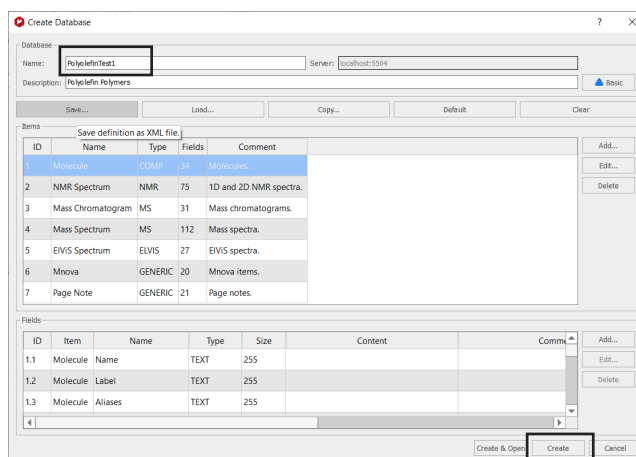 Create Database ? ×
Database
Name: PolyolefinTest1 Server: localhost:5504
Description: Polyolefin Polymers Basic
Save... Load... Copy... Default Clear
Save definition as XML file.
Items
ID Name Type Fields Comment Add...
1 Molecule COMP 34 Molecules. Edit...
2 NMR Spectrum NMR 75 1D and 2D NMR spectra. Delete
3 Mass Chromatogram MS 31 Mass chromatograms.
4 Mass Spectrum MS 112 Mass spectra.
5 ElViS Spectrum ELVIS 27 ElViS spectra.
6 Mnova GENERIC 20 Mnova items.
7 Page Note GENERIC 21 Page notes.
Fields
ID Item Name Type Size Content Comme Add...
1.1 Molecule Name TEXT 255 Edit...
1.2 Molecule Label TEXT 255 Delete
1.3 Molecule Aliases TEXT 255
Create & Open Create Cancel